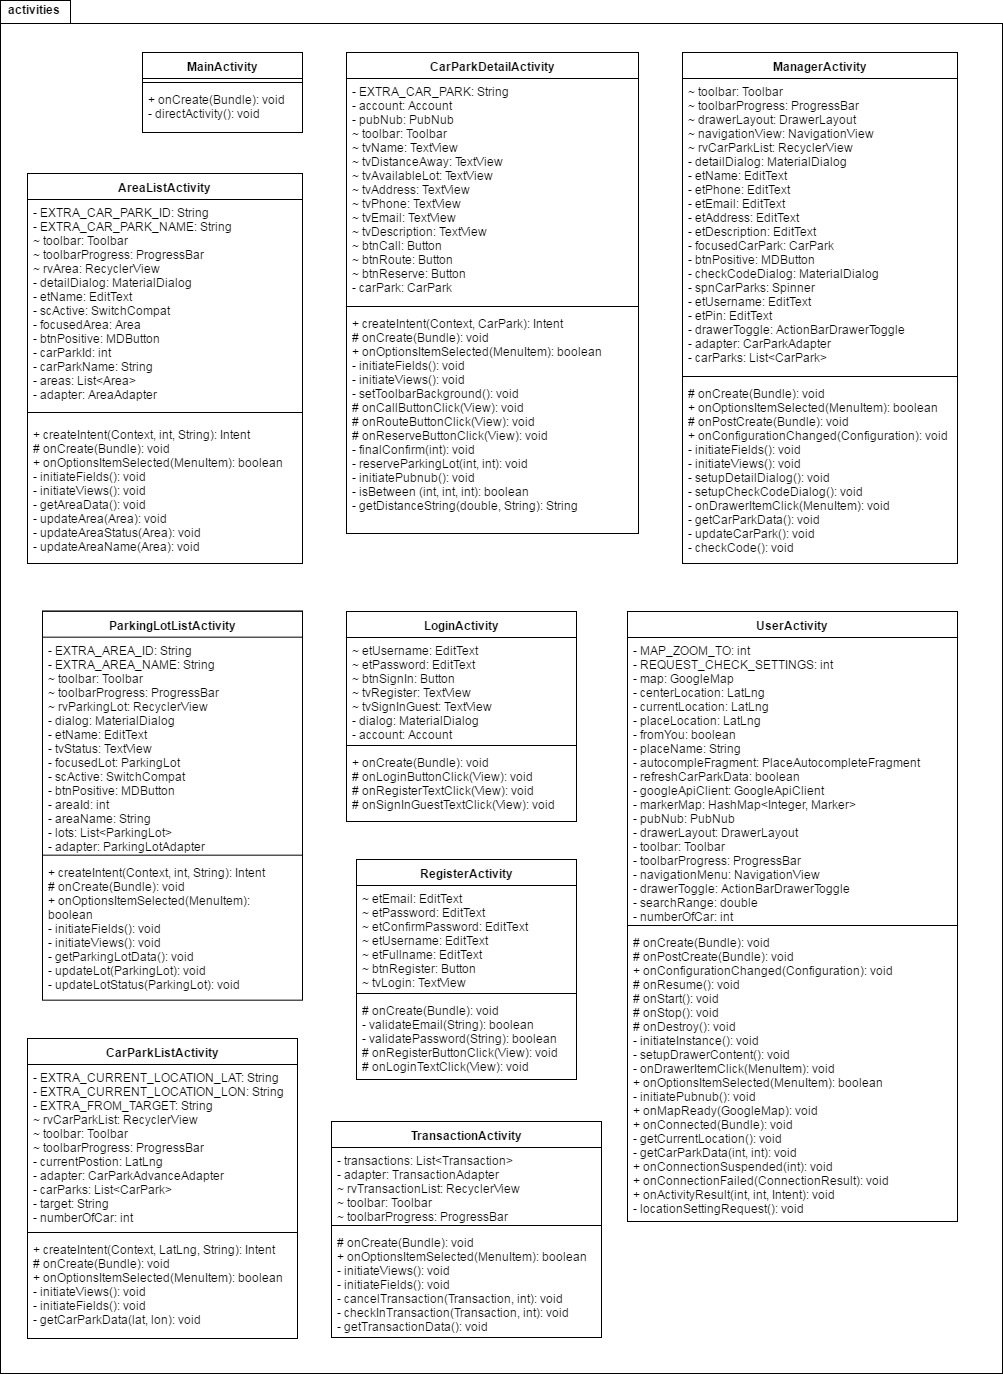 activities
MainActivity
+ onCreate(Bundle): void
- directActivity(): void
CarParkDetailActivity
- EXTRA_CAR_PARK: String
- account: Account
- pubNub: PubNub
~ toolbar: Toolbar
~ tvName: TextView
~ tvDistanceAway: TextView
~ tvAvailableLot: TextView
~ tvAddress: TextView
~ tvPhone: TextView
~ tvEmail: TextView
~ tvDescription: TextView
~ btnCall: Button
~ btnRoute: Button
~ btnReserve: Button
- carPark: CarPark
+ createIntent(Context, CarPark): Intent
# onCreate(Bundle): void
+ onOptionsItemSelected(MenuItem): boolean
- initiateFields(): void
- initiateViews(): void
- setToolbarBackground(): void
# onCallButtonClick(View): void
# onRouteButtonClick(View): void
# onReserveButtonClick(View): void
- finalConfirm(int): void
- reserveParkingLot(int, int): void
- initiatePubnub(): void
- isBetween (int, int, int): boolean
- getDistanceString(double, String): String
ManagerActivity
~ toolbar: Toolbar
~ toolbarProgress: ProgressBar
~ drawerLayout: DrawerLayout
~ navigationView: NavigationView
~ rvCarParkList: RecyclerView
- detailDialog: MaterialDialog
- etName: EditText
- etPhone: EditText
- etEmail: EditText
- etAddress: EditText
- etDescription: EditText
- focusedCarPark: CarPark
- btnPositive: MDButton
- checkCodeDialog: MaterialDialog
- spnCarParks: Spinner
- etUsername: EditText
- etPin: EditText
- drawerToggle: ActionBarDrawerToggle
- adapter: CarParkAdapter
- carParks: List<CarPark>
# onCreate(Bundle): void
+ onOptionsItemSelected(MenuItem): boolean
# onPostCreate(Bundle): void
+ onConfigurationChanged(Configuration): void
- initiateFields(): void
- initiateViews(): void
- setupDetailDialog(): void
- setupCheckCodeDialog(): void
- onDrawerItemClick(MenuItem): void
- getCarParkData(): void
- updateCarPark(): void
- checkCode(): void
AreaListActivity
- EXTRA_CAR_PARK_ID: String
- EXTRA_CAR_PARK_NAME: String
~ toolbar: Toolbar
~ toolbarProgress: ProgressBar
~ rvArea: RecyclerView
- detailDialog: MaterialDialog
- etName: EditText
- scActive: SwitchCompat
- focusedArea: Area
- btnPositive: MDButton
- carParkId: int
- carParkName: String
- areas: List<Area>
- adapter: AreaAdapter
+ createIntent(Context, int, String): Intent
# onCreate(Bundle): void
+ onOptionsItemSelected(MenuItem): boolean
- initiateFields(): void
- initiateViews(): void
- getAreaData(): void
- updateArea(Area): void
- updateAreaStatus(Area): void
- updateAreaName(Area): void
ParkingLotListActivity
- EXTRA_AREA_ID: String
- EXTRA_AREA_NAME: String
~ toolbar: Toolbar
~ toolbarProgress: ProgressBar
~ rvParkingLot: RecyclerView
- dialog: MaterialDialog
- etName: EditText
- tvStatus: TextView
- focusedLot: ParkingLot
- scActive: SwitchCompat
- btnPositive: MDButton
- areaId: int
- areaName: String
- lots: List<ParkingLot>
- adapter: ParkingLotAdapter
+ createIntent(Context, int, String): Intent
# onCreate(Bundle): void
+ onOptionsItemSelected(MenuItem):
boolean
- initiateFields(): void
- initiateViews(): void
- getParkingLotData(): void
- updateLot(ParkingLot): void
- updateLotStatus(ParkingLot): void
LoginActivity
~ etUsername: EditText
~ etPassword: EditText
~ btnSignIn: Button
~ tvRegister: TextView
~ tvSignInGuest: TextView
- dialog: MaterialDialog
- account: Account
+ onCreate(Bundle): void
# onLoginButtonClick(View): void
# onRegisterTextClick(View): void
# onSignInGuestTextClick(View): void
UserActivity
- MAP_ZOOM_TO: int
- REQUEST_CHECK_SETTINGS: int
- map: GoogleMap
- centerLocation: LatLng
- currentLocation: LatLng
- placeLocation: LatLng
- fromYou: boolean
- placeName: String
- autocompleFragment: PlaceAutocompleteFragment
- refreshCarParkData: boolean
- googleApiClient: GoogleApiClient
- markerMap: HashMap<Integer, Marker>
- pubNub: PubNub
- drawerLayout: DrawerLayout
- toolbar: Toolbar
- toolbarProgress: ProgressBar
- navigationMenu: NavigationView
- drawerToggle: ActionBarDrawerToggle
- searchRange: double
- numberOfCar: int
# onCreate(Bundle): void
# onPostCreate(Bundle): void
+ onConfigurationChanged(Configuration): void
# onResume(): void
# onStart(): void
# onStop(): void
# onDestroy(): void
- initiateInstance(): void
- setupDrawerContent(): void
- onDrawerItemClick(MenuItem): void
+ onOptionsItemSelected(MenuItem): boolean
- initiatePubnub(): void
+ onMapReady(GoogleMap): void
+ onConnected(Bundle): void
- getCurrentLocation(): void
- getCarParkData(int, int): void
+ onConnectionSuspended(int): void
+ onConnectionFailed(ConnectionResult): void
+ onActivityResult(int, int, Intent): void
- locationSettingRequest(): void
RegisterActivity
~ etEmail: EditText
~ etPassword: EditText
~ etConfirmPassword: EditText
~ etUsername: EditText
~ etFullname: EditText
~ btnRegister: Button
~ tvLogin: TextView
# onCreate(Bundle): void
- validateEmail(String): boolean
- validatePassword(String): boolean
# onRegisterButtonClick(View): void
# onLoginTextClick(View): void
CarParkListActivity
- EXTRA_CURRENT_LOCATION_LAT: String
- EXTRA_CURRENT_LOCATION_LON: String
- EXTRA_FROM_TARGET: String
~ rvCarParkList: RecyclerView
~ toolbar: Toolbar
~ toolbarProgress: ProgressBar
- currentPostion: LatLng
- adapter: CarParkAdvanceAdapter
- carParks: List<CarPark>
- target: String
- numberOfCar: int
+ createIntent(Context, LatLng, String): Intent
# onCreate(Bundle): void
+ onOptionsItemSelected(MenuItem): boolean
- initiateViews(): void
- initiateFields(): void
- getCarParkData(lat, lon): void
TransactionActivity
- transactions: List<Transaction>
- adapter: TransactionAdapter
~ rvTransactionList: RecyclerView
~ toolbar: Toolbar
~ toolbarProgress: ProgressBar
# onCreate(Bundle): void
+ onOptionsItemSelected(MenuItem): boolean
- initiateViews(): void
- initiateFields(): void
- cancelTransaction(Transaction, int): void
- checkInTransaction(Transaction, int): void
- getTransactionData(): void